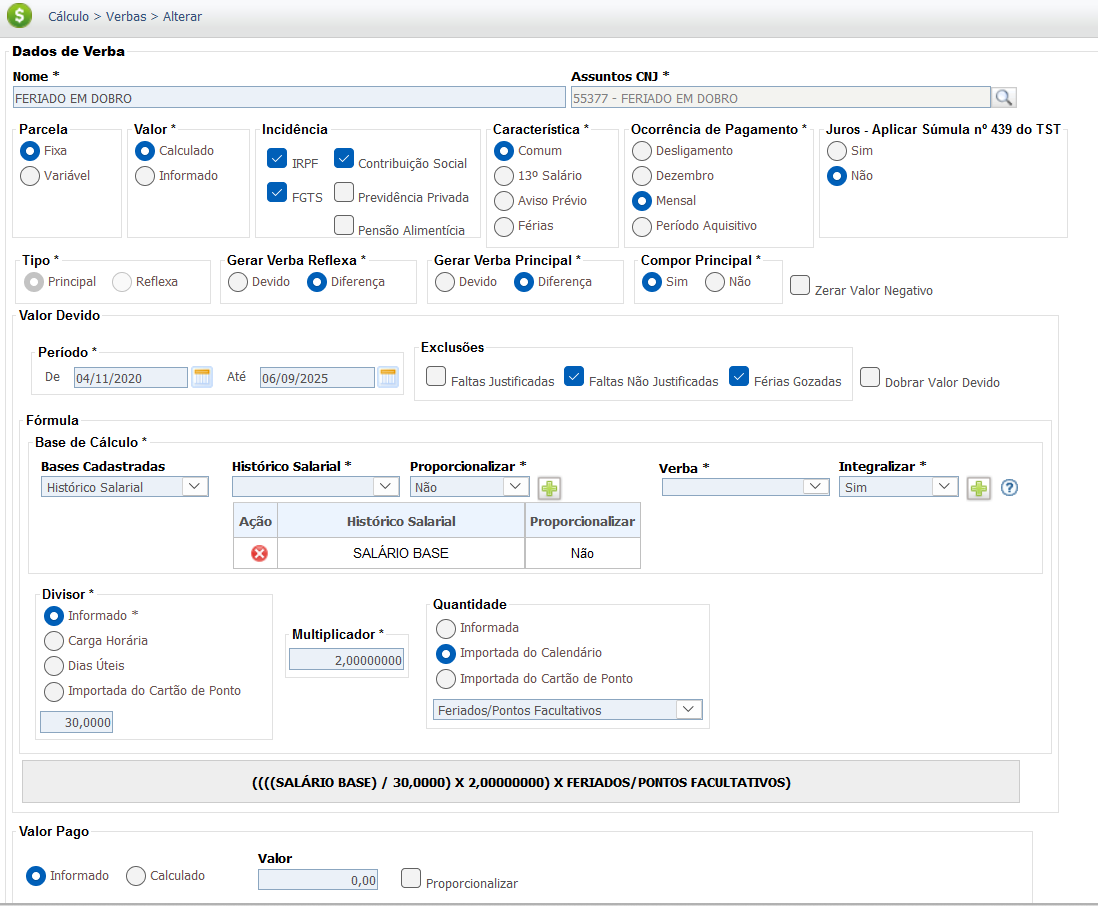 Cálculo > Verbas > Alterar
Dados de Verba
Nome * Assuntos CNJ *
FERIADO EM DOBRO 55377 - FERIADO EM DOBRO
Parcela Valor * Incidência Característica * Ocorrência de Pagamento * Juros - Aplicar Súmula nº 439 do TST
Fixa Calculado IRPF Contribuição Social Comum Desligamento Sim
Variável Informado FGTS Previdência Privada 13º Salário Dezembro Não
Pensão Alimentícia Aviso Prévio Mensal
Férias Período Aquisitivo
Tipo * Gerar Verba Reflexa * Gerar Verba Principal * Compor Principal *
Principal Reflexa Devido Diferença Devido Diferença Sim Não Zerar Valor Negativo
Valor Devido
Período * Exclusões
De 04/11/2020 Até 06/09/2025 Faltas Justificadas Faltas Não Justificadas Férias Gozadas Dobrar Valor Devido
Fórmula
Base de Cálculo *
Bases Cadastradas Histórico Salarial * Proporcionalizar * Verba * Integralizar *
Histórico Salarial Não Sim
Ação Histórico Salarial Proporcionalizar
SALÁRIO BASE Não
Divisor * Multiplicador * Quantidade
Informado * 2,00000000 Informada
Carga Horária Importada do Calendário
Dias Úteis Importada do Cartão de Ponto
Importada do Cartão de Ponto
30,0000 Feriados/Pontos Facultativos
((((SALÁRIO BASE) / 30,0000) X 2,00000000) X FERIADOS/PONTOS FACULTATIVOS)
Valor Pago
Valor
Informado Calculado 0,00 Proporcionalizar